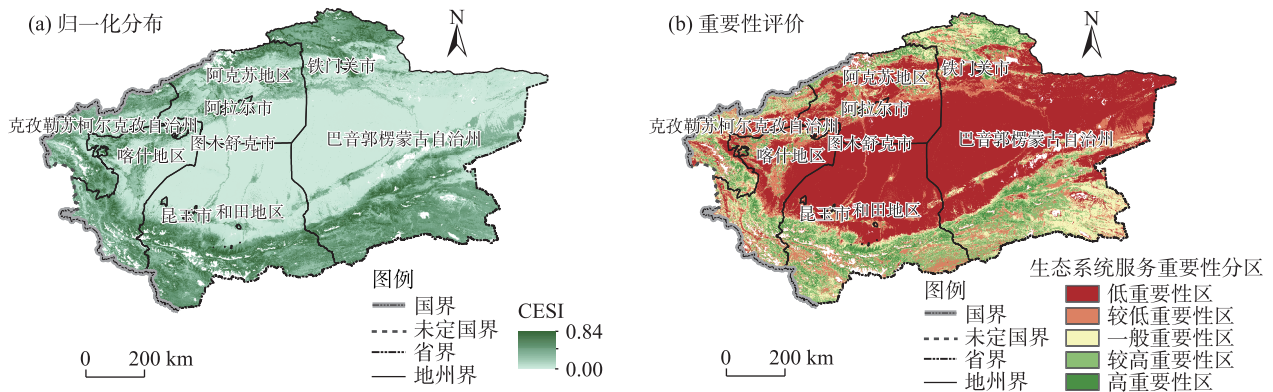 (a) 归一化分布
N
阿克苏地区
铁门关市
阿拉尔市
克孜勒苏柯尔克孜自治州
图木舒克市
巴音郭楞蒙古自治州
喀什地区
昆玉市
和田地区
图例
国界
未定国界
省界
地州界
CESI
0.84
0.00
0 200 km
(b) 重要性评价
N
阿克苏地区
铁门关市
阿拉尔市
克孜勒苏柯尔克孜自治州
图木舒克市
巴音郭楞蒙古自治州
喀什地区
昆玉市
和田地区
图例
国界
未定国界
省界
地州界
生态系统服务重要性分区
低重要性区
较低重要性区
一般重要性区
较高重要性区
高重要性区
0 200 km